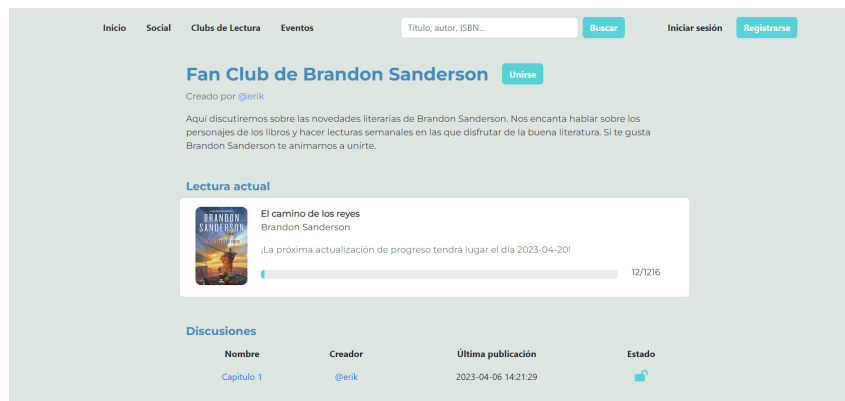 Inicio Social Clubs de Lectura Eventos Título, autor, ISBN... Buscar Iniciar sesión Registrarse
Fan Club de Brandon Sanderson Unirse
Creado por @erik
Aquí discutiremos sobre las novedades literarias de Brandon Sanderson. Nos encanta hablar sobre los
personajes de los libros y hacer lecturas semanales en las que disfrutar de la buena literatura. Si te gusta
Brandon Sanderson te animamos a unirte.
Lectura actual
BRANDON
SANDERSON
El camino de los reyes
Brandon Sanderson
¡La próxima actualización de progreso tendrá lugar el día 2023-04-20!
12/1216
Discusiones
Nombre Creador Última publicación Estado
Capitulo 1 @erik 2023-04-06 14:21:29